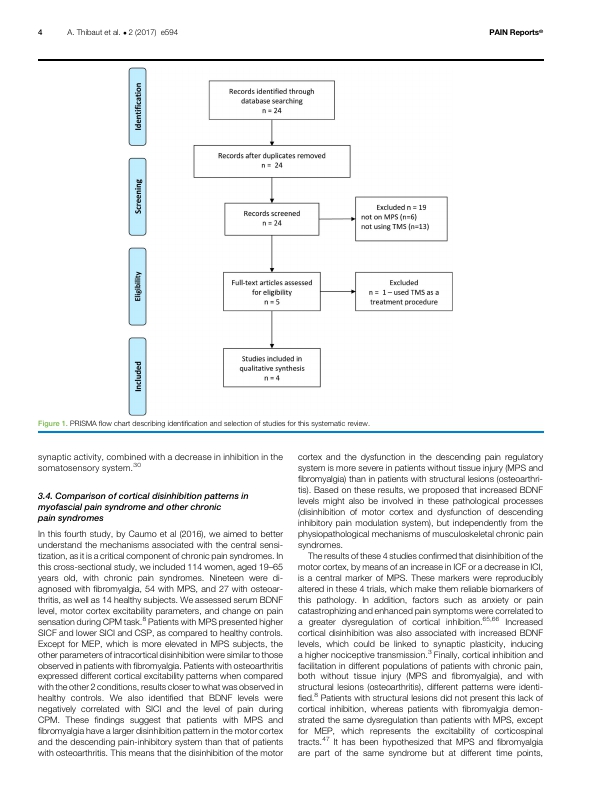 4 A. Thibaut et al. • 2 (2017) e594 PAIN Reports®
Identification
Records identified through
database searching
n = 24
Records after duplicates removed
n = 24
Screening
Records screened
n = 24
Excluded n = 19
not on MPS (n=6)
not using TMS (n=13)
Eligibility
Full-text articles assessed
for eligibility
n = 5
Excluded
n = 1 – used TMS as a
treatment procedure
Included
Studies included in
qualitative synthesis
n = 4
Figure 1. PRISMA flow chart describing identification and selection of studies for this systematic review.
synaptic activity, combined with a decrease in inhibition in the
somatosensory system.30
3.4. Comparison of cortical disinhibition patterns in
myofascial pain syndrome and other chronic
pain syndromes
In this fourth study, by Caumo et al (2016), we aimed to better
understand the mechanisms associated with the central sensi-
tization, as it is a critical component of chronic pain syndromes. In
this cross-sectional study, we included 114 women, aged 19–65
years old, with chronic pain syndromes. Nineteen were di-
agnosed with fibromyalgia, 54 with MPS, and 27 with osteoar-
thritis, as well as 14 healthy subjects. We assessed serum BDNF
level, motor cortex excitability parameters, and change on pain
sensation during CPM task.8 Patients with MPS presented higher
SICF and lower SICI and CSP, as compared to healthy controls.
Except for MEP, which is more elevated in MPS subjects, the
other parameters of intracortical disinhibition were similar to those
observed in patients with fibromyalgia. Patients with osteoarthritis
expressed different cortical excitability patterns when compared
with the other 2 conditions, results closer to what was observed in
healthy controls. We also identified that BDNF levels were
negatively correlated with SICI and the level of pain during
CPM. These findings suggest that patients with MPS and
fibromyalgia have a larger disinhibition pattern in the motor cortex
and the descending pain-inhibitory system than that of patients
with osteoarthritis. This means that the disinhibition of the motor
cortex and the dysfunction in the descending pain regulatory
system is more severe in patients without tissue injury (MPS and
fibromyalgia) than in patients with structural lesions (osteoarthri-
tis). Based on these results, we proposed that increased BDNF
levels might also be involved in these pathological processes
(disinhibition of motor cortex and dysfunction of descending
inhibitory pain modulation system), but independently from the
physiopathological mechanisms of musculoskeletal chronic pain
syndromes.
The results of these 4 studies confirmed that disinhibition of the
motor cortex, by means of an increase in ICF or a decrease in ICI,
is a central marker of MPS. These markers were reproducibly
altered in these 4 trials, which make them reliable biomarkers of
this pathology. In addition, factors such as anxiety or pain
catastrophizing and enhanced pain symptoms were correlated to
a greater dysregulation of cortical inhibition.65,66 Increased
cortical disinhibition was also associated with increased BDNF
levels, which could be linked to synaptic plasticity, inducing
a higher nociceptive transmission.3 Finally, cortical inhibition and
facilitation in different populations of patients with chronic pain,
both without tissue injury (MPS and fibromyalgia), and with
structural lesions (osteoarthritis), different patterns were identi-
fied.8 Patients with structural lesions did not present this lack of
cortical inhibition, whereas patients with fibromyalgia demon-
strated the same dysregulation than patients with MPS, except
for MEP, which represents the excitability of corticospinal
tracts.47 It has been hypothesized that MPS and fibromyalgia
are part of the same syndrome but at different time points,